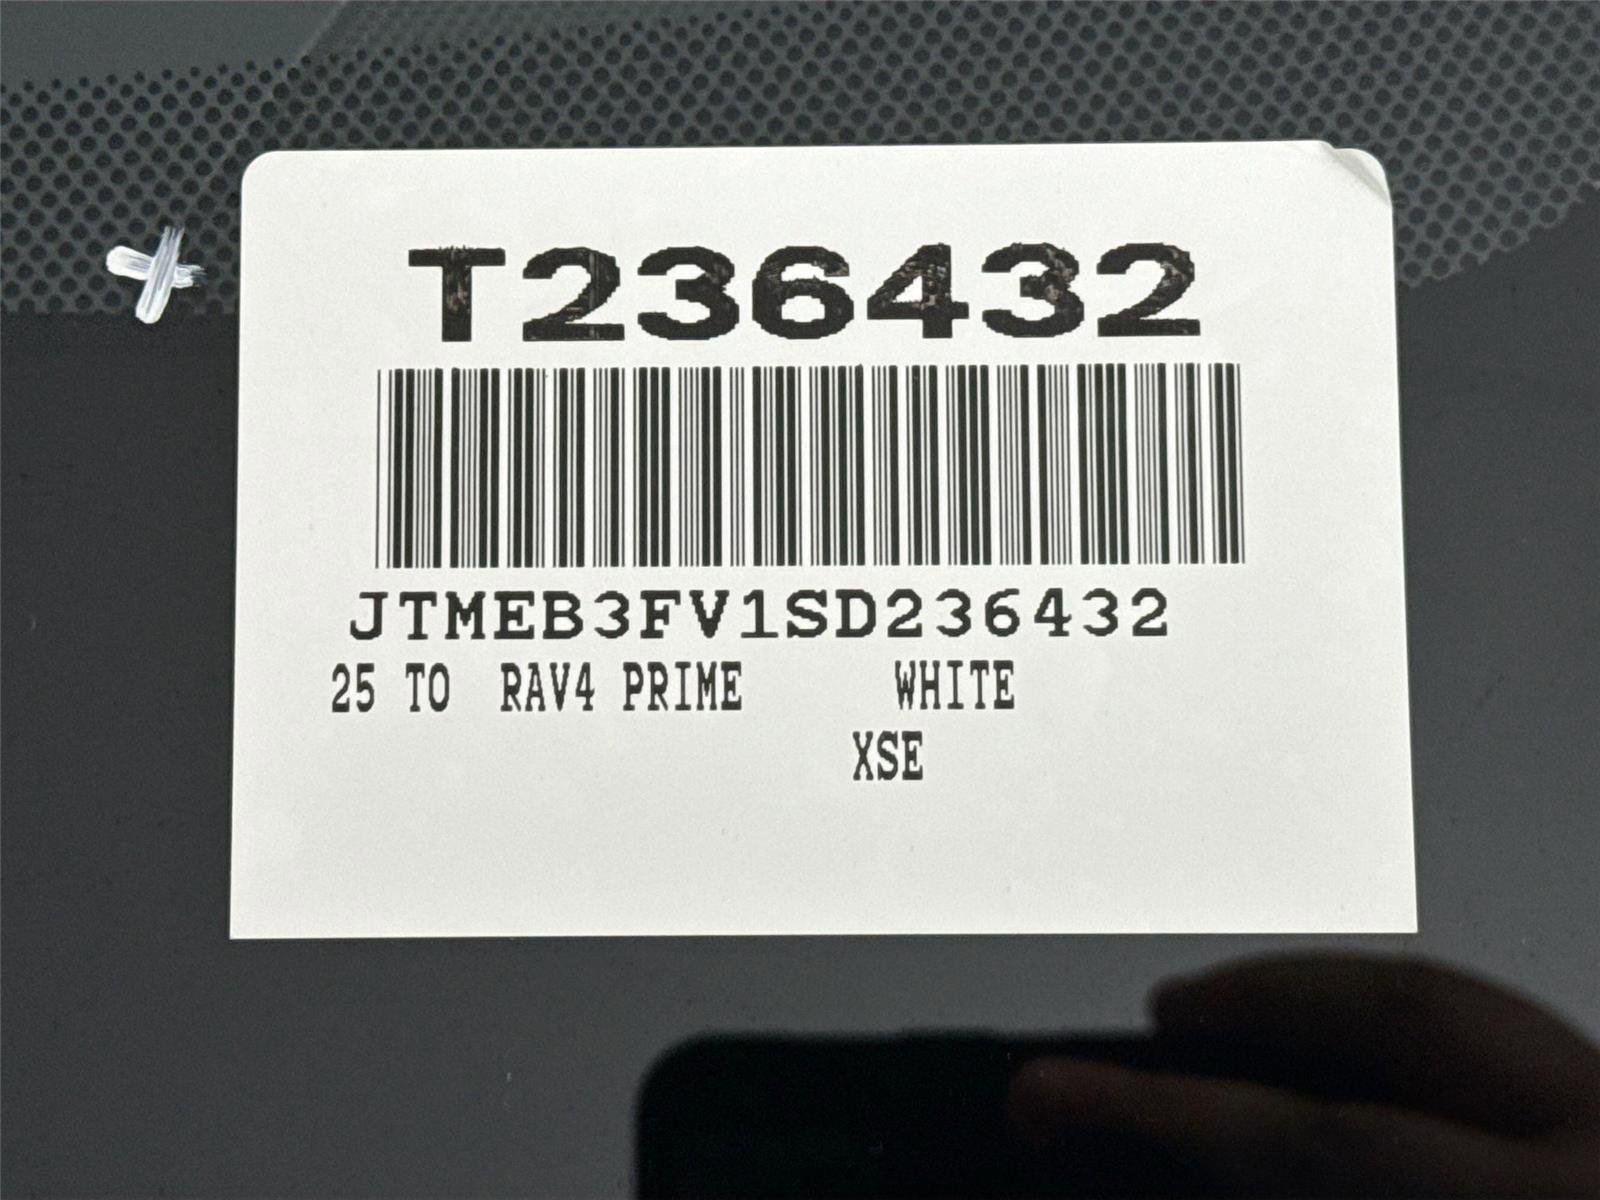 T236432
JTMEB3FV1SD236432
25 TO RAV4 PRIME WHITE
XSE